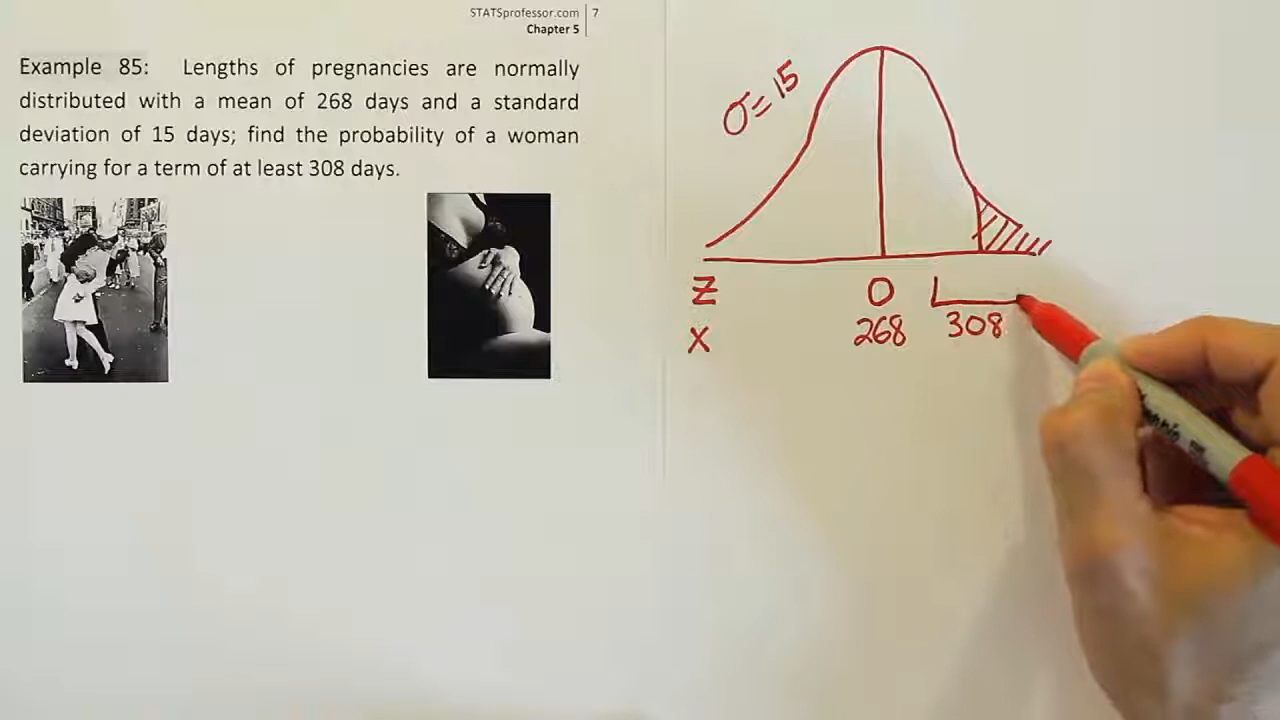 STATSprofessor.com 7
Chapter 5
Example 85: Lengths of pregnancies are normally
distributed with a mean of 268 days and a standard
deviation of 15 days; find the probability of a woman
carrying for a term of at least 308 days.
σ=15
Z 0
X 268 308